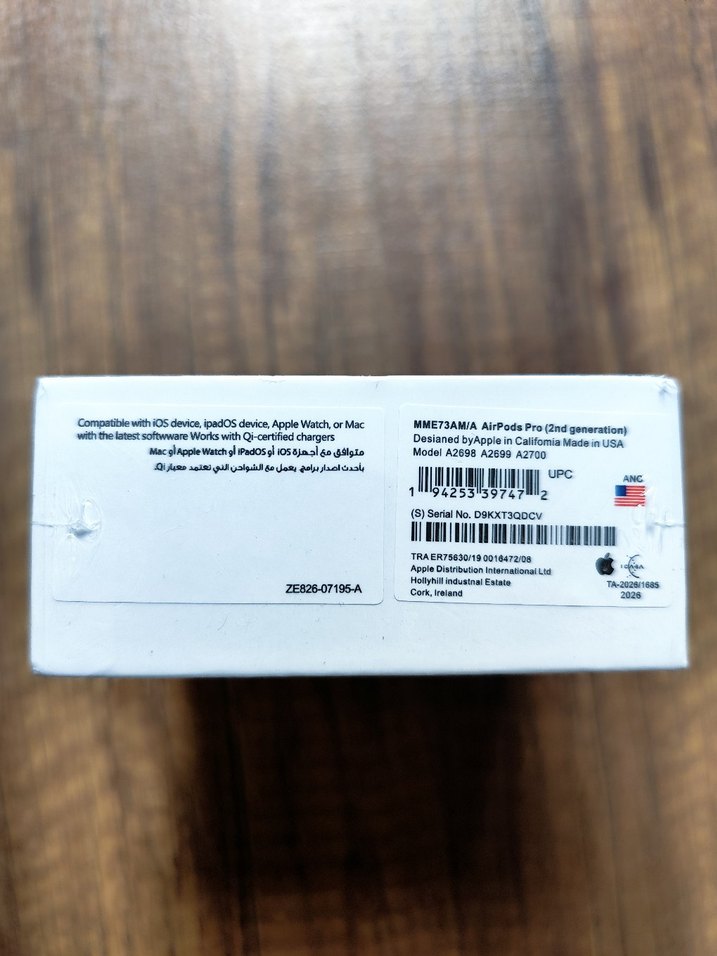 Compatible with iOS device, ipadOS device, Apple Watch, or Mac
with the latest softwware Works with Qi-certified chargers
متوافق مع أجهزة iOS أو iPadOS أو Apple Watch أو Mac
بأحدث اصدار برامج. يعمل مع الشواحن التي تعتمد معيار Qi.
ZE826-07195-A
MME73AM/A AirPods Pro (2nd generation)
Desianed byApple in Califomia Made in USA
Model A2698 A2699 A2700
UPC
1 94253 39747 2
ANC
(S) Serial No. D9KXT3QDCV
TRA ER75630/19 0016472/08
Apple Distribution International Ltd
Hollyhill industnal Estate
Cork, Ireland
TA-2026/1685
2026